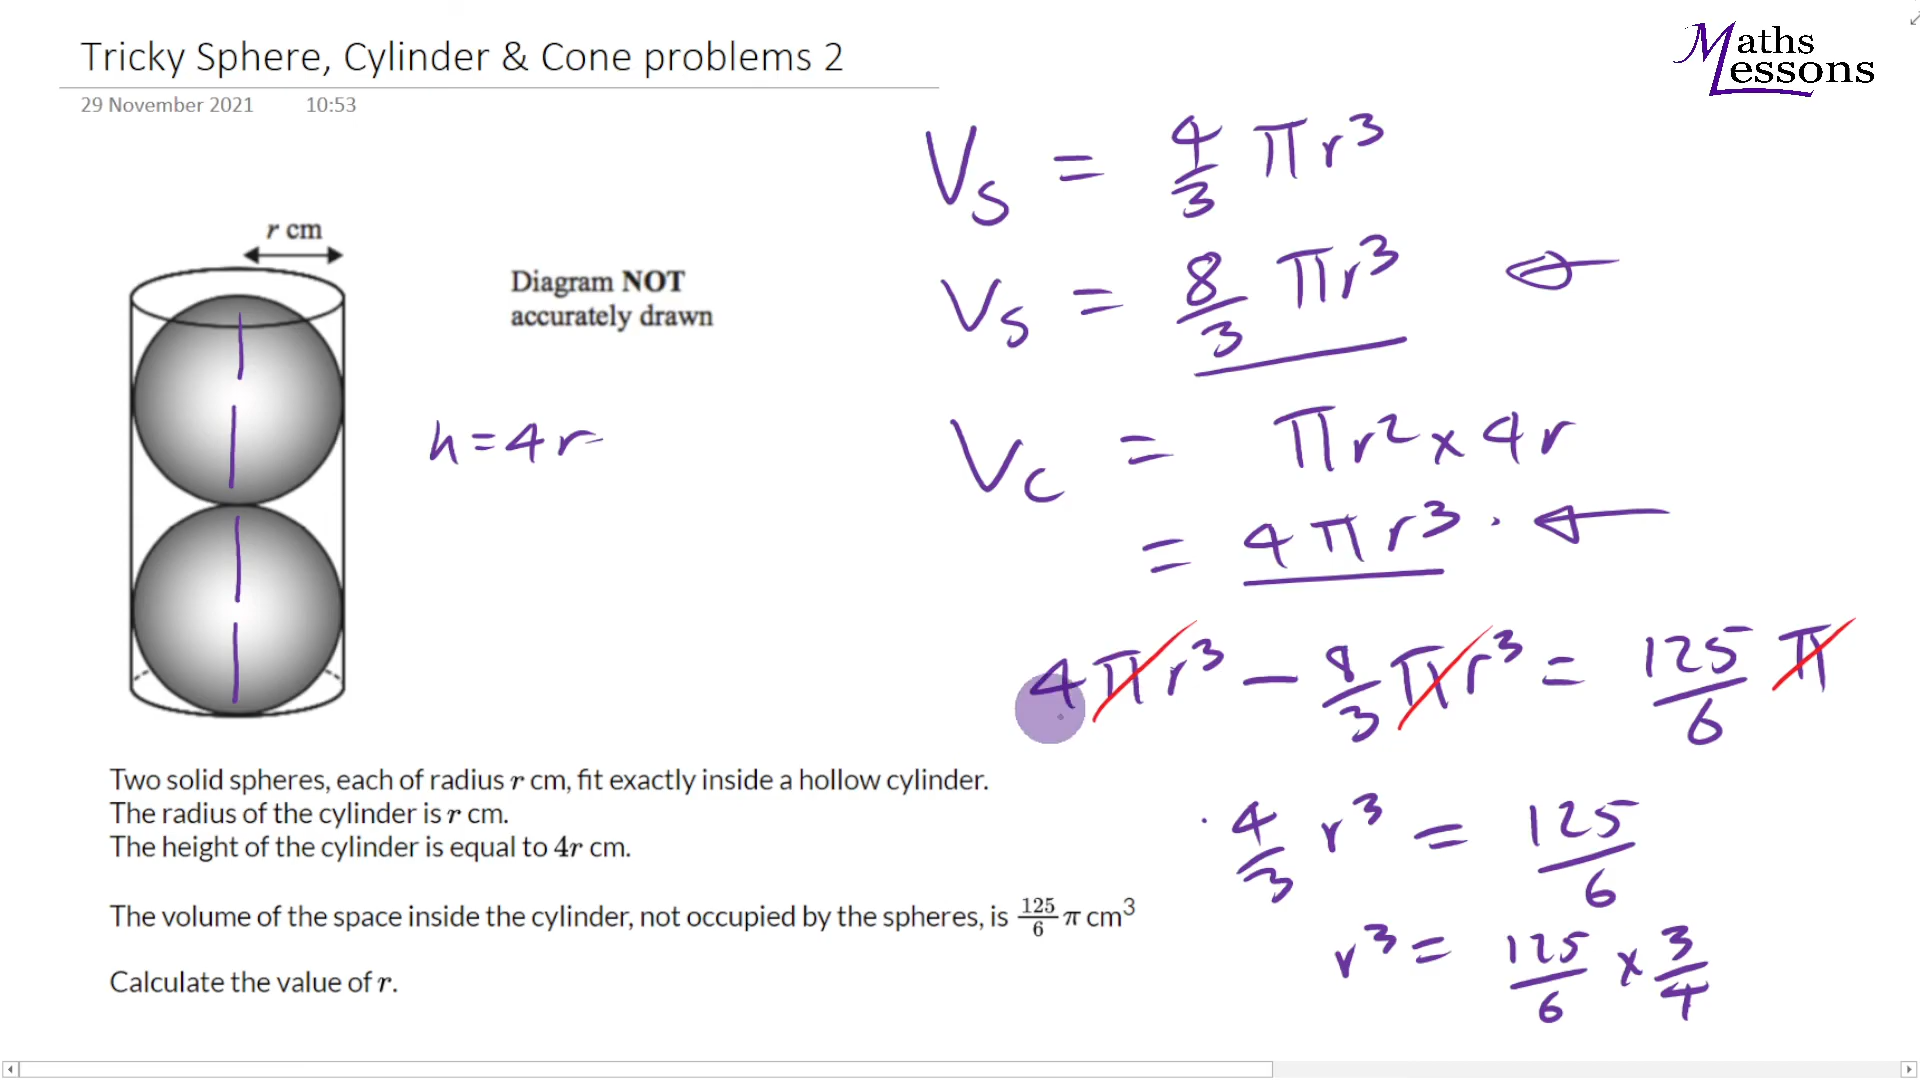 Tricky Sphere, Cylinder & Cone problems 2
29 November 2021 10:53
Maths
Lessons
r cm
Diagram NOT
accurately drawn
h = 4r
Two solid spheres, each of radius r cm, fit exactly inside a hollow cylinder.
The radius of the cylinder is r cm.
The height of the cylinder is equal to 4r cm.
The volume of the space inside the cylinder, not occupied by the spheres, is 125/6 π cm³
Calculate the value of r.
Vs = 4/3 πr³
Vs = 8/3 πr³
Vc = πr² × 4r
= 4πr³.
4πr³ − 8/3 πr³ = 125/6 π
4/3 r³ = 125/6
r³ = 125/6 × 3/4